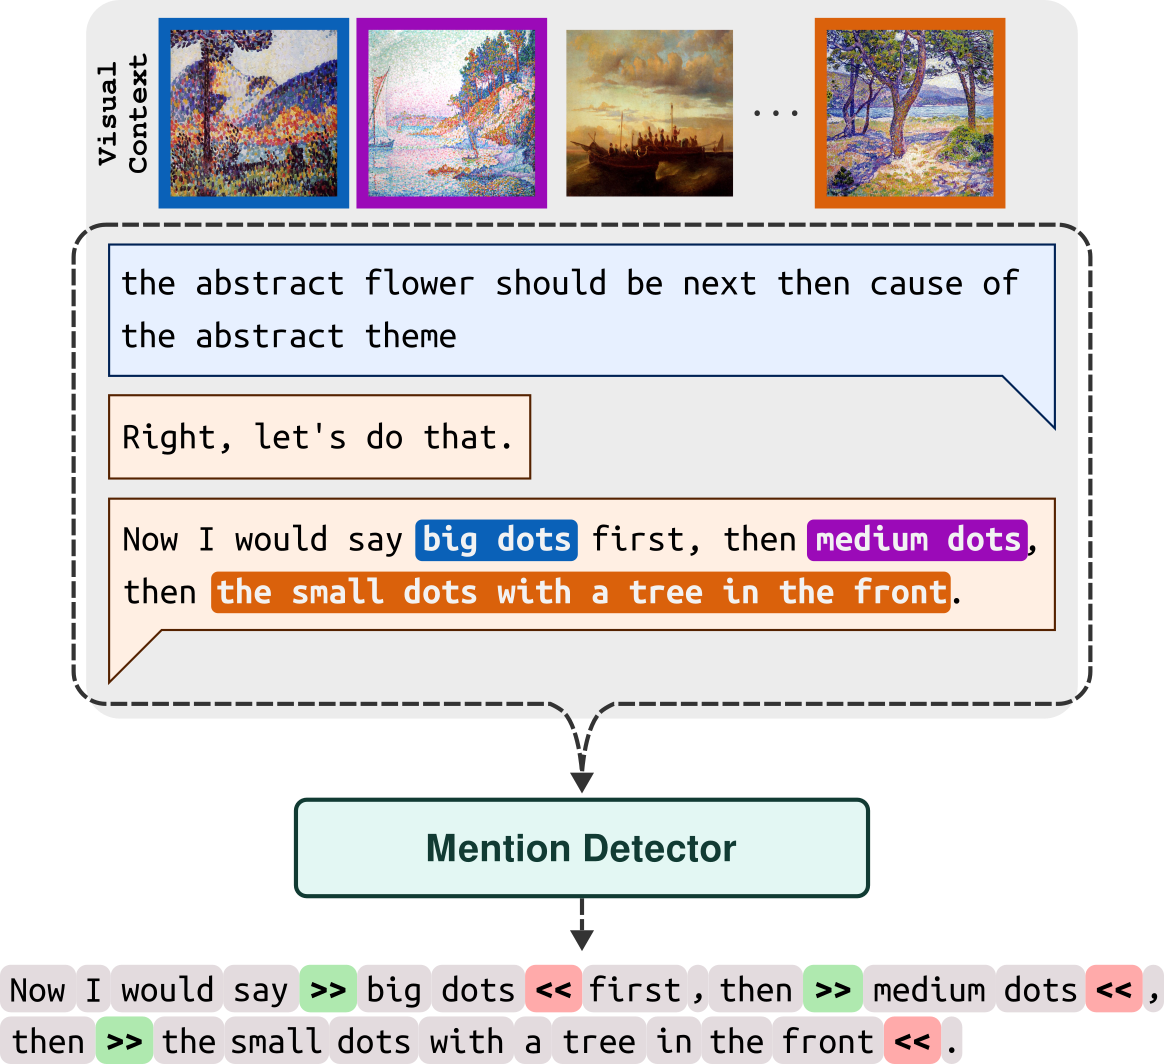 Visual
Context
...
the abstract flower should be next then cause of
the abstract theme
Right, let's do that.
Now I would say big dots first, then medium dots,
then the small dots with a tree in the front.
Mention Detector
Now I would say >> big dots << first, then >> medium dots << ,
then >> the small dots with a tree in the front << .